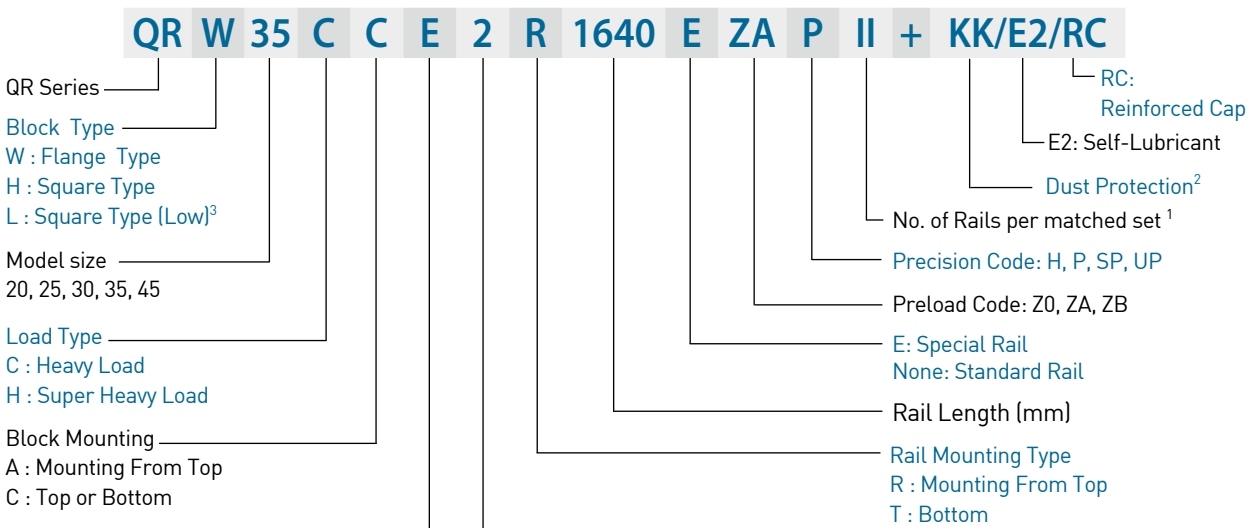 QR W 35 C C E 2 R 1640 E ZA P II + KK/E2/RC
QR Series
Block Type
W : Flange Type
H : Square Type
L : Square Type (Low)3
Model size
20, 25, 30, 35, 45
Load Type
C : Heavy Load
H : Super Heavy Load
Block Mounting
A : Mounting From Top
C : Top or Bottom
RC:
Reinforced Cap
E2: Self-Lubricant
Dust Protection2
No. of Rails per matched set 1
Precision Code: H, P, SP, UP
Preload Code: Z0, ZA, ZB
E: Special Rail
None: Standard Rail
Rail Length (mm)
Rail Mounting Type
R : Mounting From Top
T : Bottom